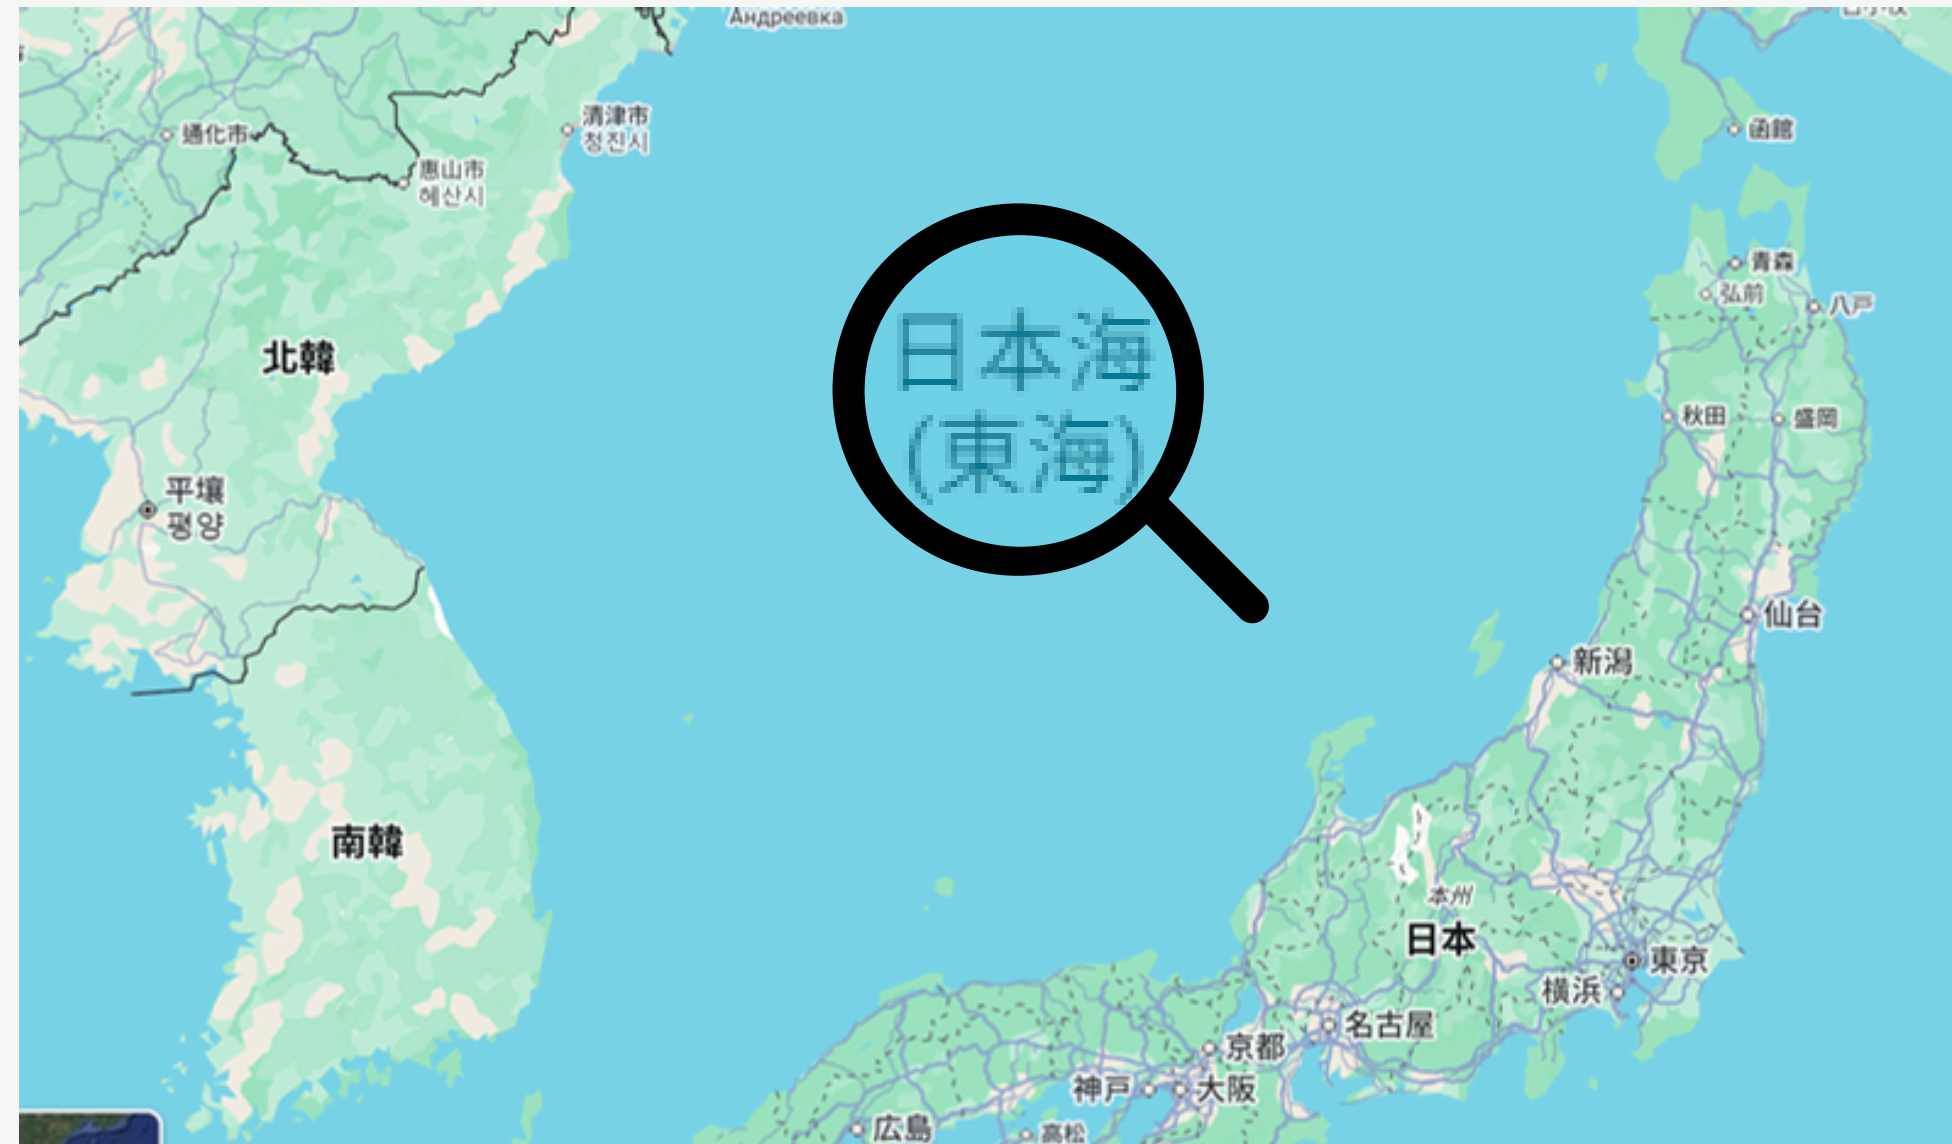 Андреевка
函館
清津市
청진시
通化市
惠山市
혜산시
青森
弘前
八戸
日本海
(東海)
北韓
秋田
盛岡
平壤
평양
仙台
新潟
南韓
本州
日本
東京
橫浜
名古屋
京都
神戸
大阪
広島
高松